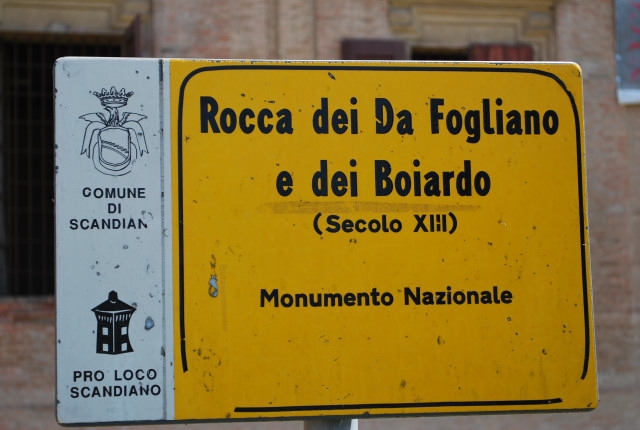 Rocca dei Da Fogliano
e dei Boiardo
(Secolo XIII)
Monumento Nazionale
COMUNE
DI
SCANDIAN
PRO LOCO
SCANDIANO